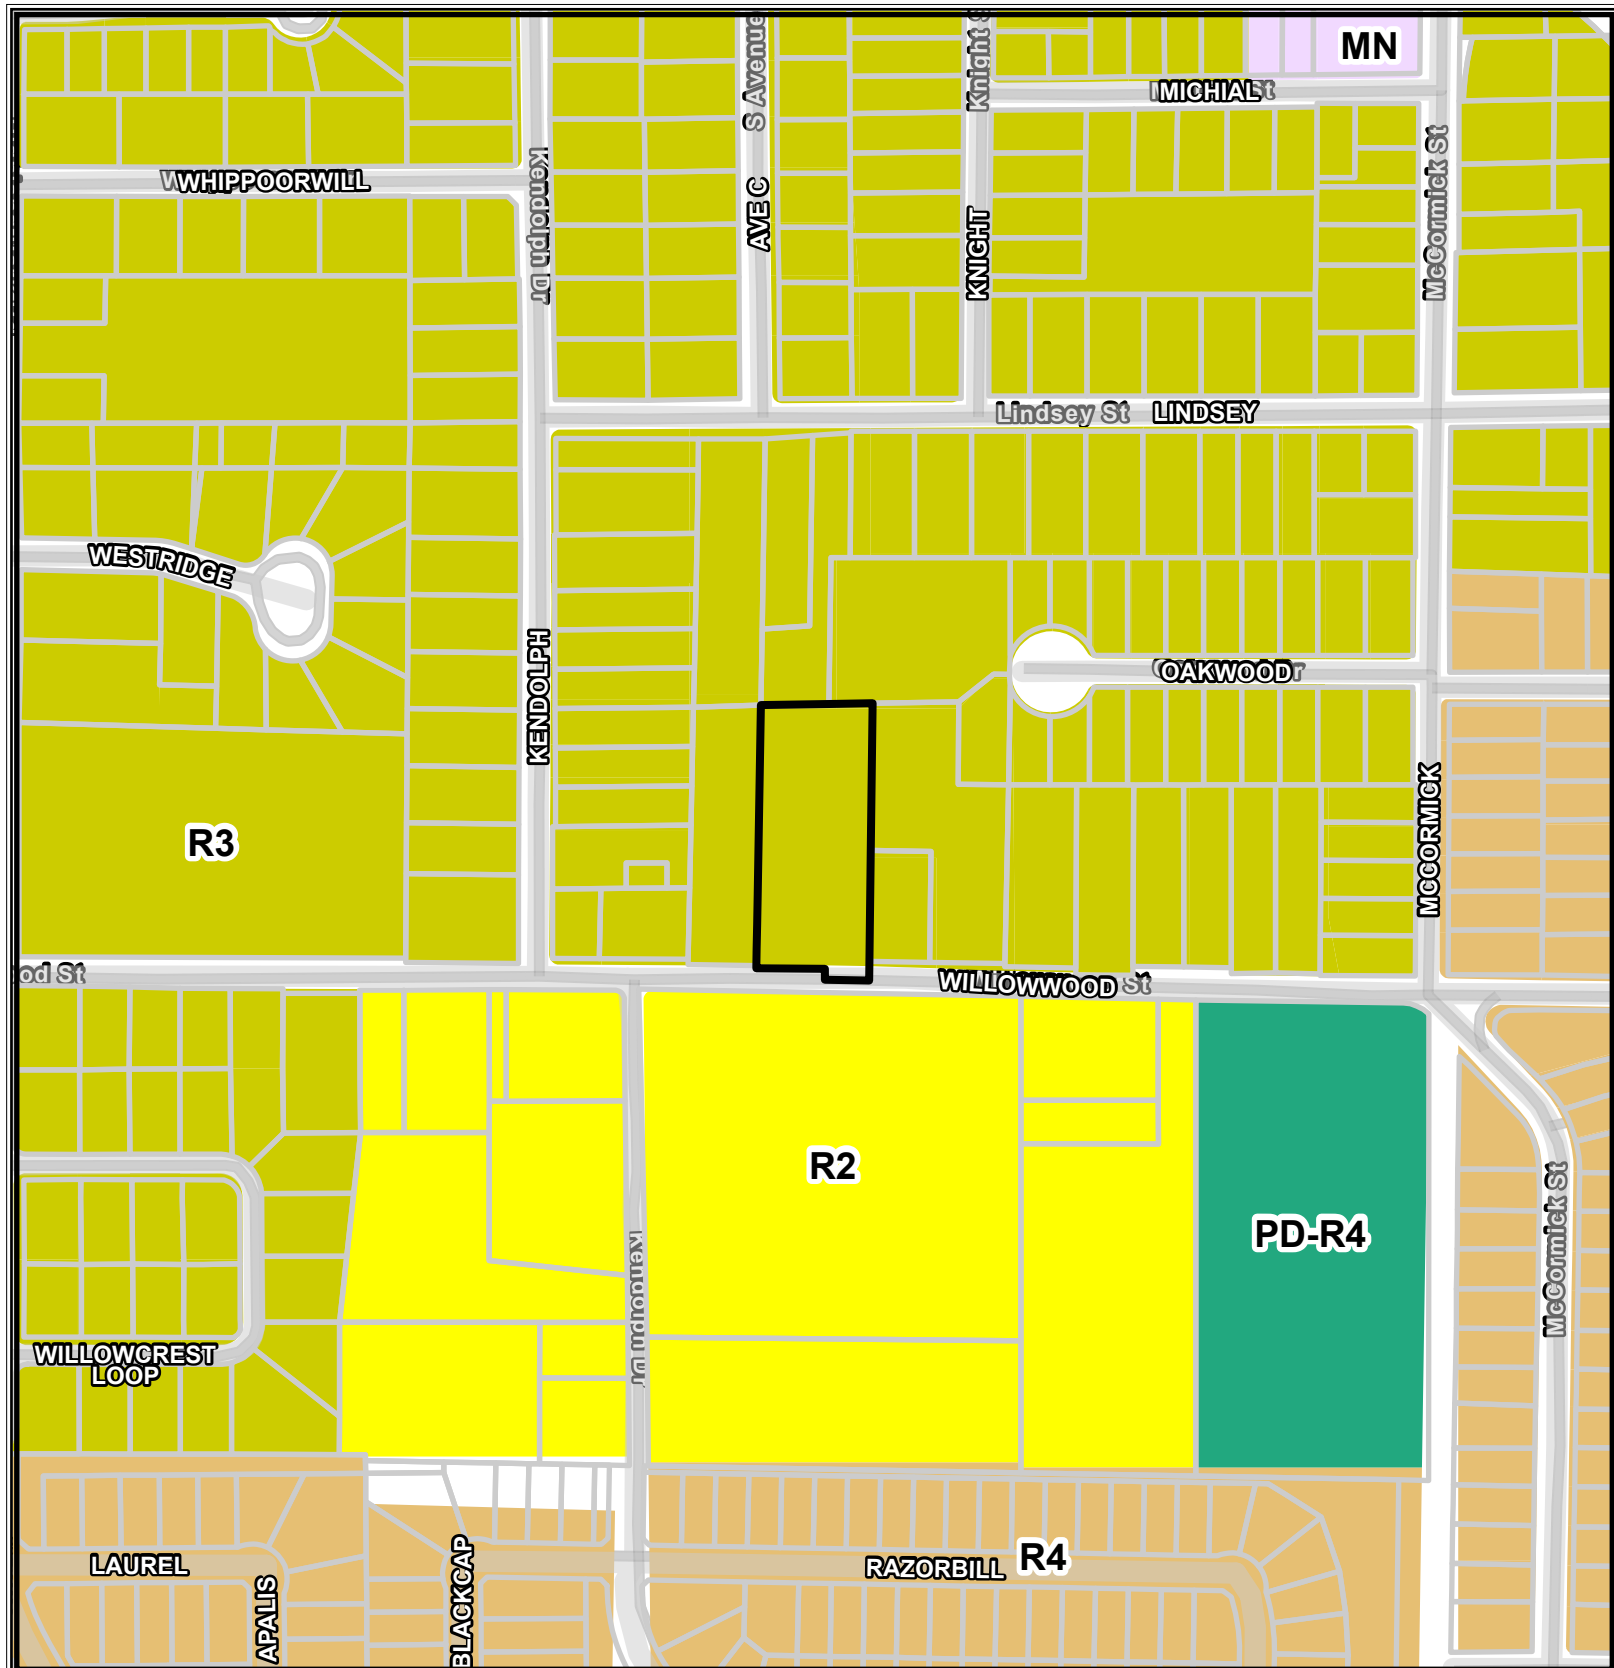 S Avenue
Knight S
MN
MICHIAL St
WHIPPOORWILL
Kendolph Dr
AVE C
KNIGHT
McCormick St
Lindsey St LINDSEY
WESTRIDGE
KENDOLPH
OAKWOOD
R3
MCCORMICK
od St
WILLOWWOOD St
R2
PD-R4
Kendolph Dr
McCormick St
WILLOWCREST
LOOP
LAUREL
APALIS
BLACKCAP
RAZORBILL
R4